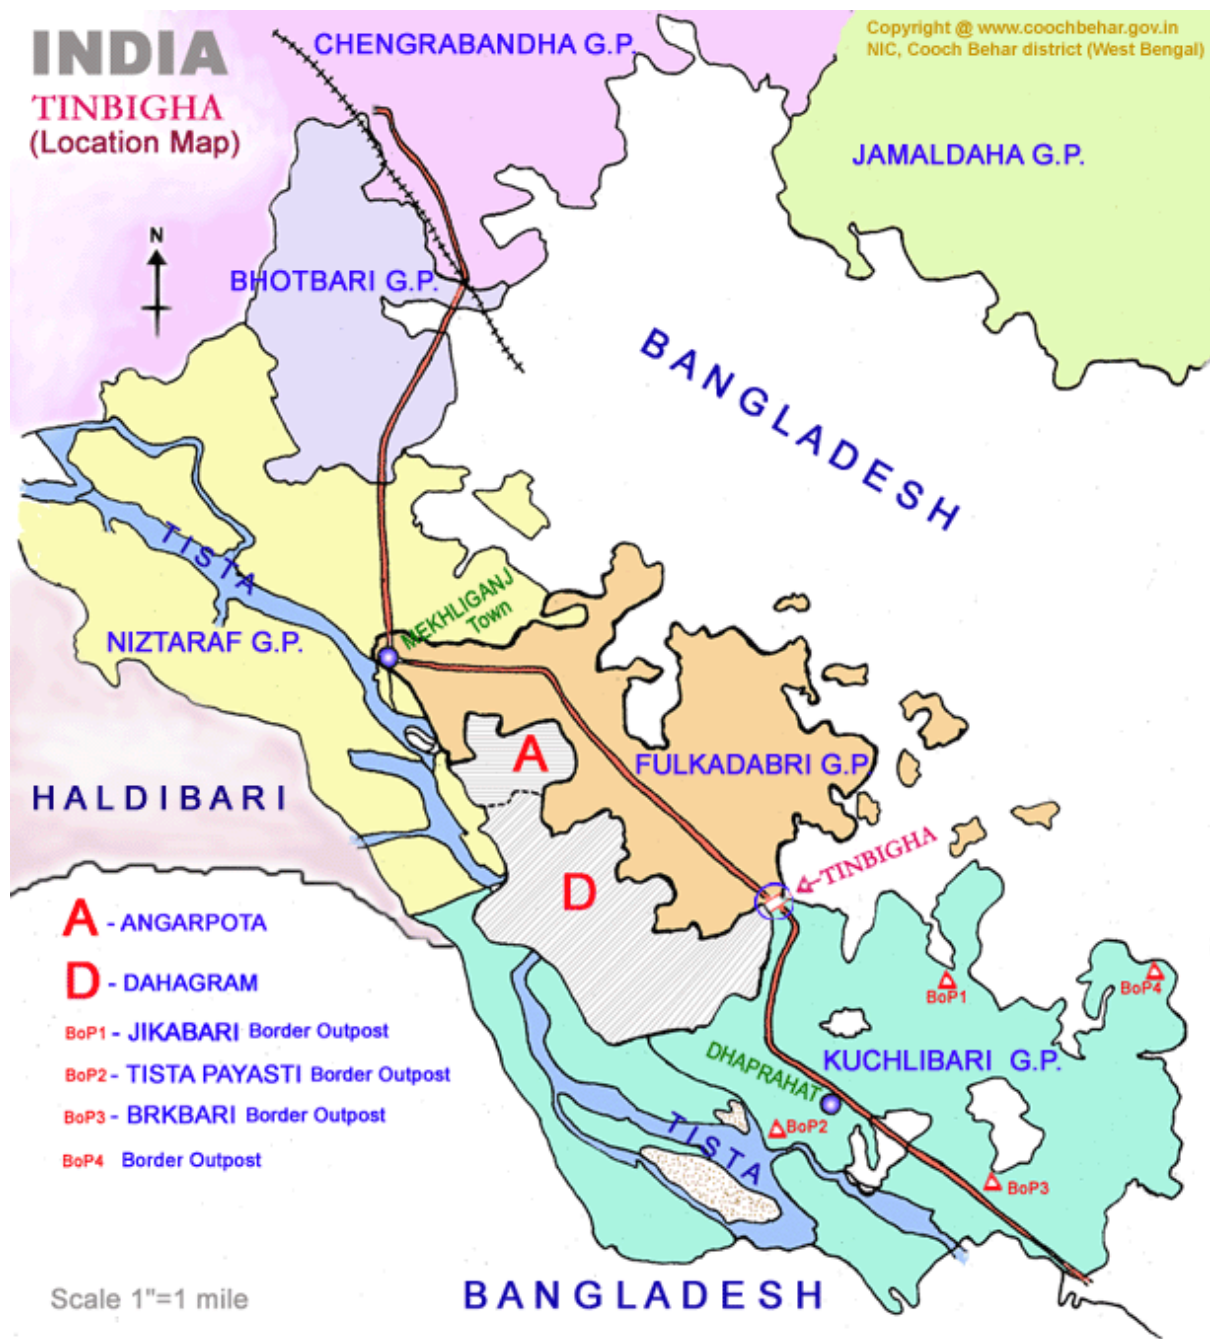 INDIA
TINBIGHA
(Location Map)
CHENGRABANDHA G.P.
Copyright @ www.coochbehar.gov.in
NIC, Cooch Behar district (West Bengal)
JAMALDAHA G.P.
N
BHOTBARI G.P.
BANGLADESH
TISTA
MEKHLIGANJ
Town
NIZTARAF G.P.
A
FULKADABRI G.P
HALDIBARI
TINBIGHA
D
A - ANGARPOTA
D - DAHAGRAM
BoP1 - JIKABARI Border Outpost
BoP2 - TISTA PAYASTI Border Outpost
BoP3 - BRKBARI Border Outpost
BoP4 Border Outpost
BoP1
BoP4
DHAPRAHAT
KUCHLIBARI G.P.
TISTA
BoP2
BoP3
BANGLADESH
Scale 1"=1 mile